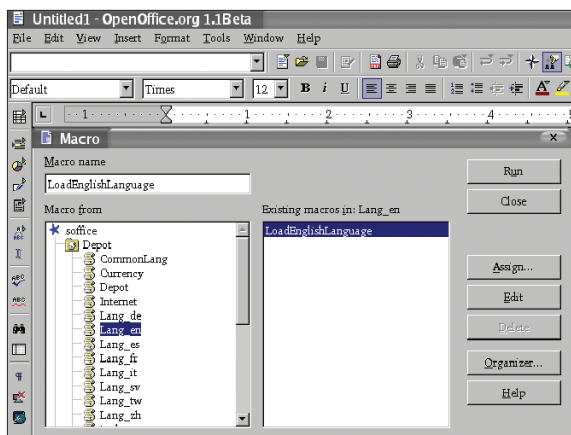 Untitled1 - OpenOffice.org 1.1Beta
File Edit View Insert Format Tools Window Help
Default Times 12 B i U A
1 1 2 3 4 5
Macro
Macro name
LoadEnglishLanguage
Macro from
soffice
Depot
CommonLang
Currency
Depot
Internet
Lang_de
Lang_en
Lang_es
Lang_fr
Lang_it
Lang_sv
Lang_tw
Lang_zh
Existing macros in: Lang_en
LoadEnglishLanguage
Run
Close
Assign...
Edit
Delete
Organizer...
Help